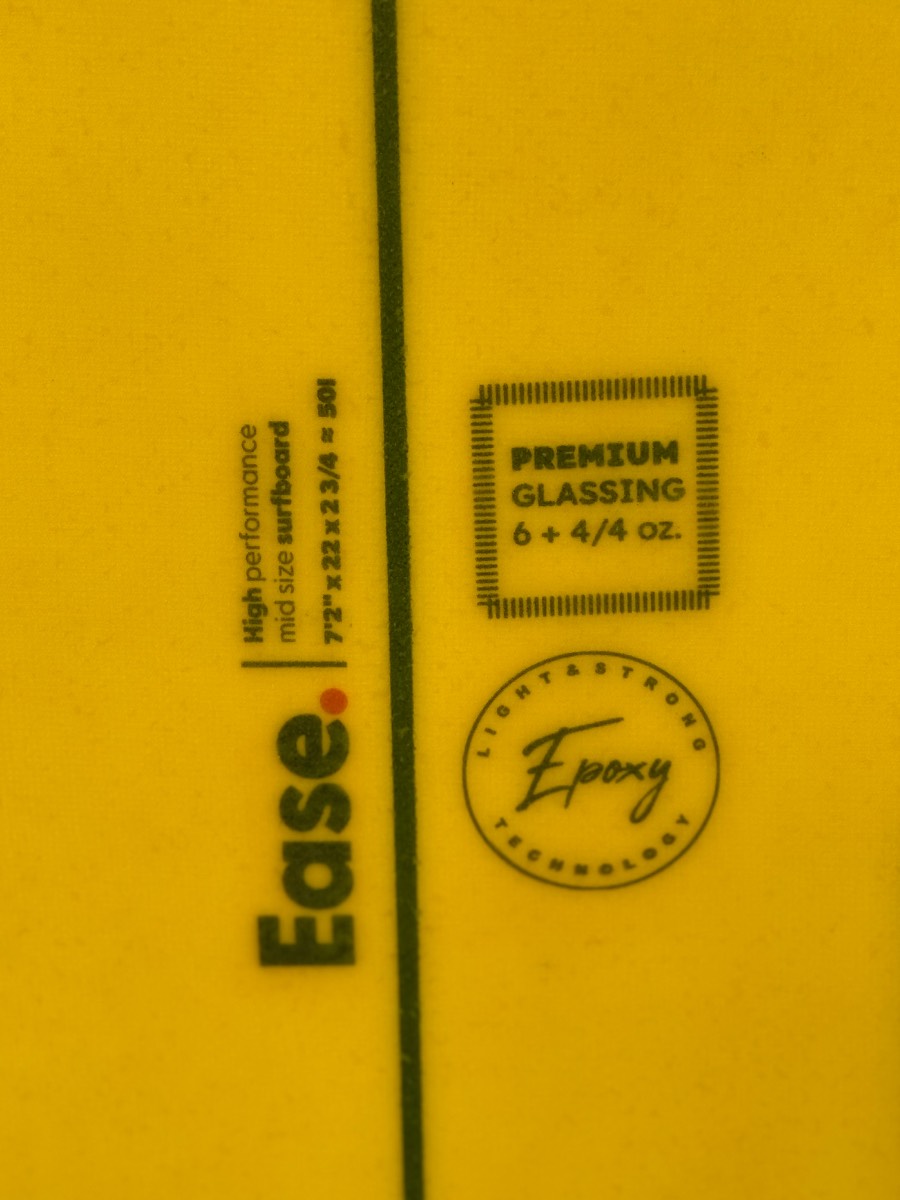 Ease.
High performance
mid size surfboard
7'2" x 22 x 2 3/4 ≈ 50l
PREMIUM
GLASSING
6 + 4/4 oz.
LIGHT & STRONG
Epoxy
TECHNOLOGY